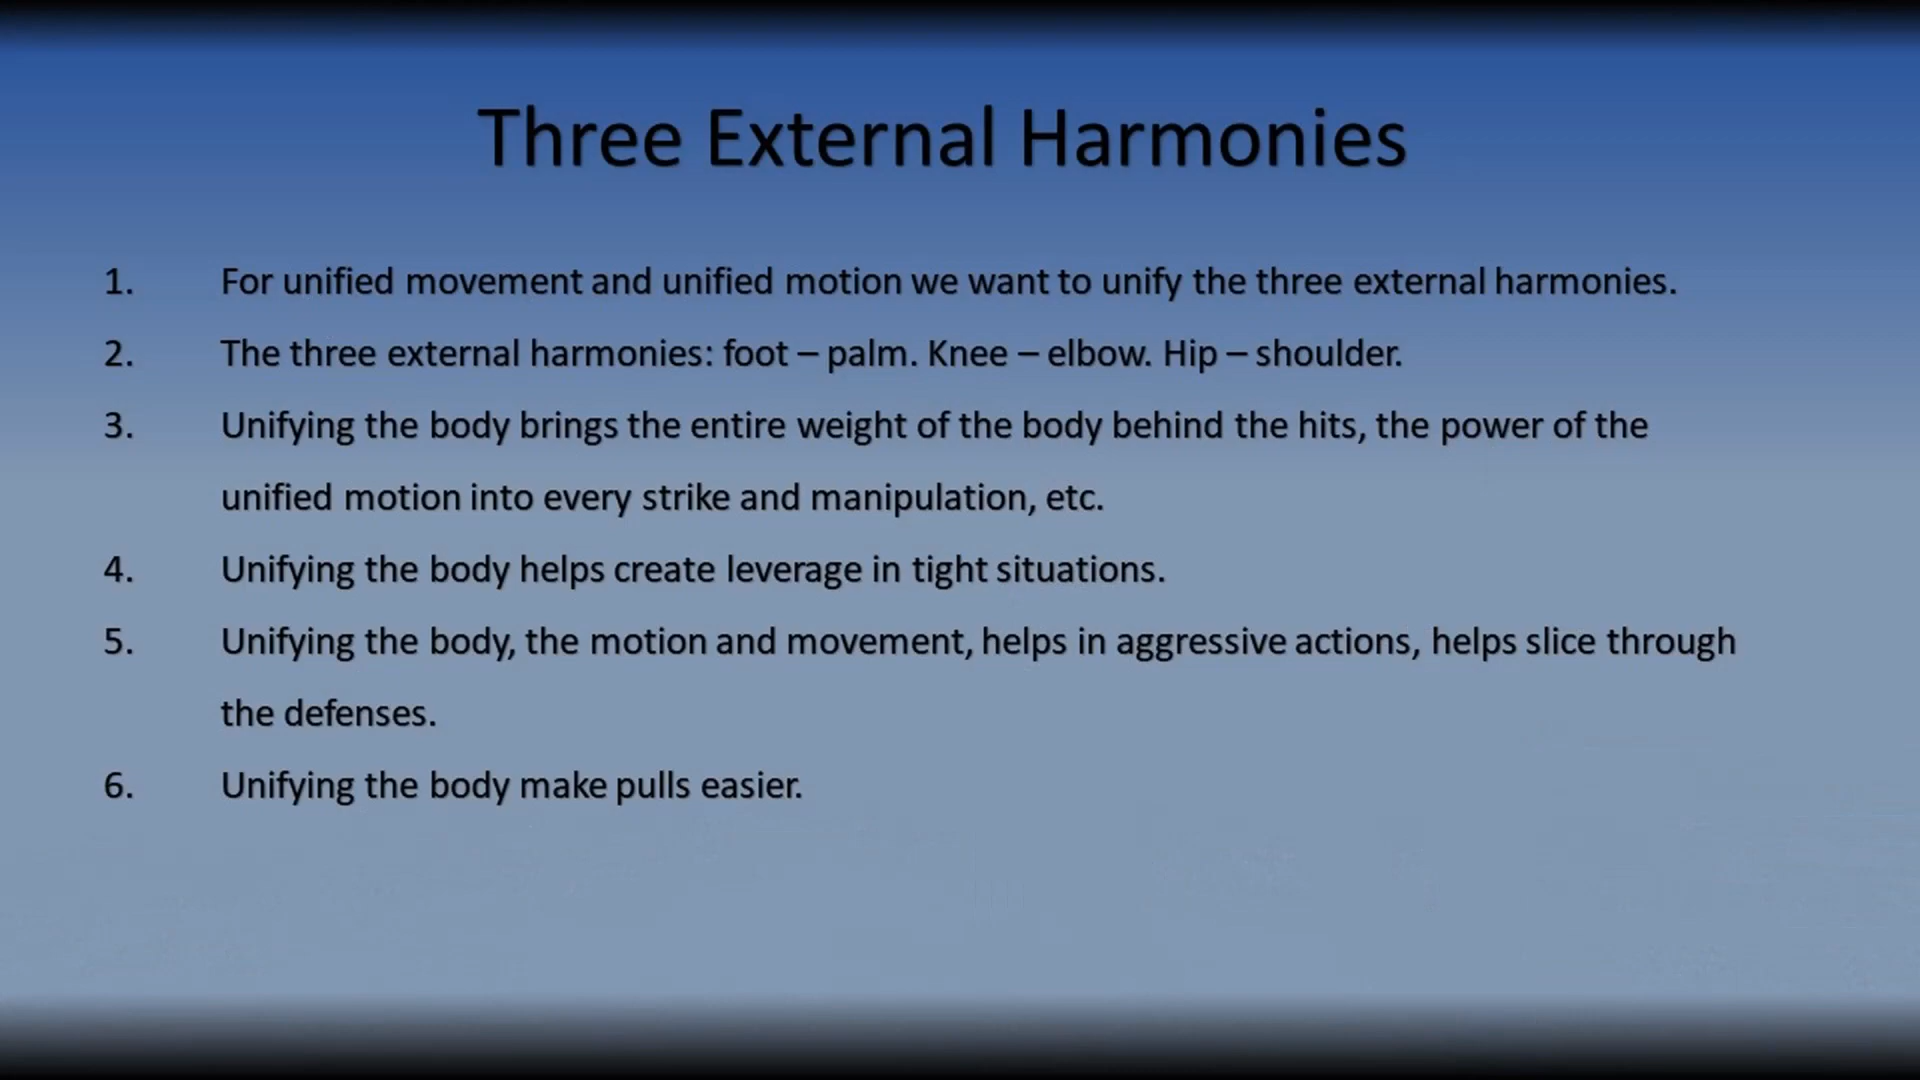 Three External Harmonies
1. For unified movement and unified motion we want to unify the three external harmonies.
2. The three external harmonies: foot – palm. Knee – elbow. Hip – shoulder.
3. Unifying the body brings the entire weight of the body behind the hits, the power of the
unified motion into every strike and manipulation, etc.
4. Unifying the body helps create leverage in tight situations.
5. Unifying the body, the motion and movement, helps in aggressive actions, helps slice through
the defenses.
6. Unifying the body make pulls easier.